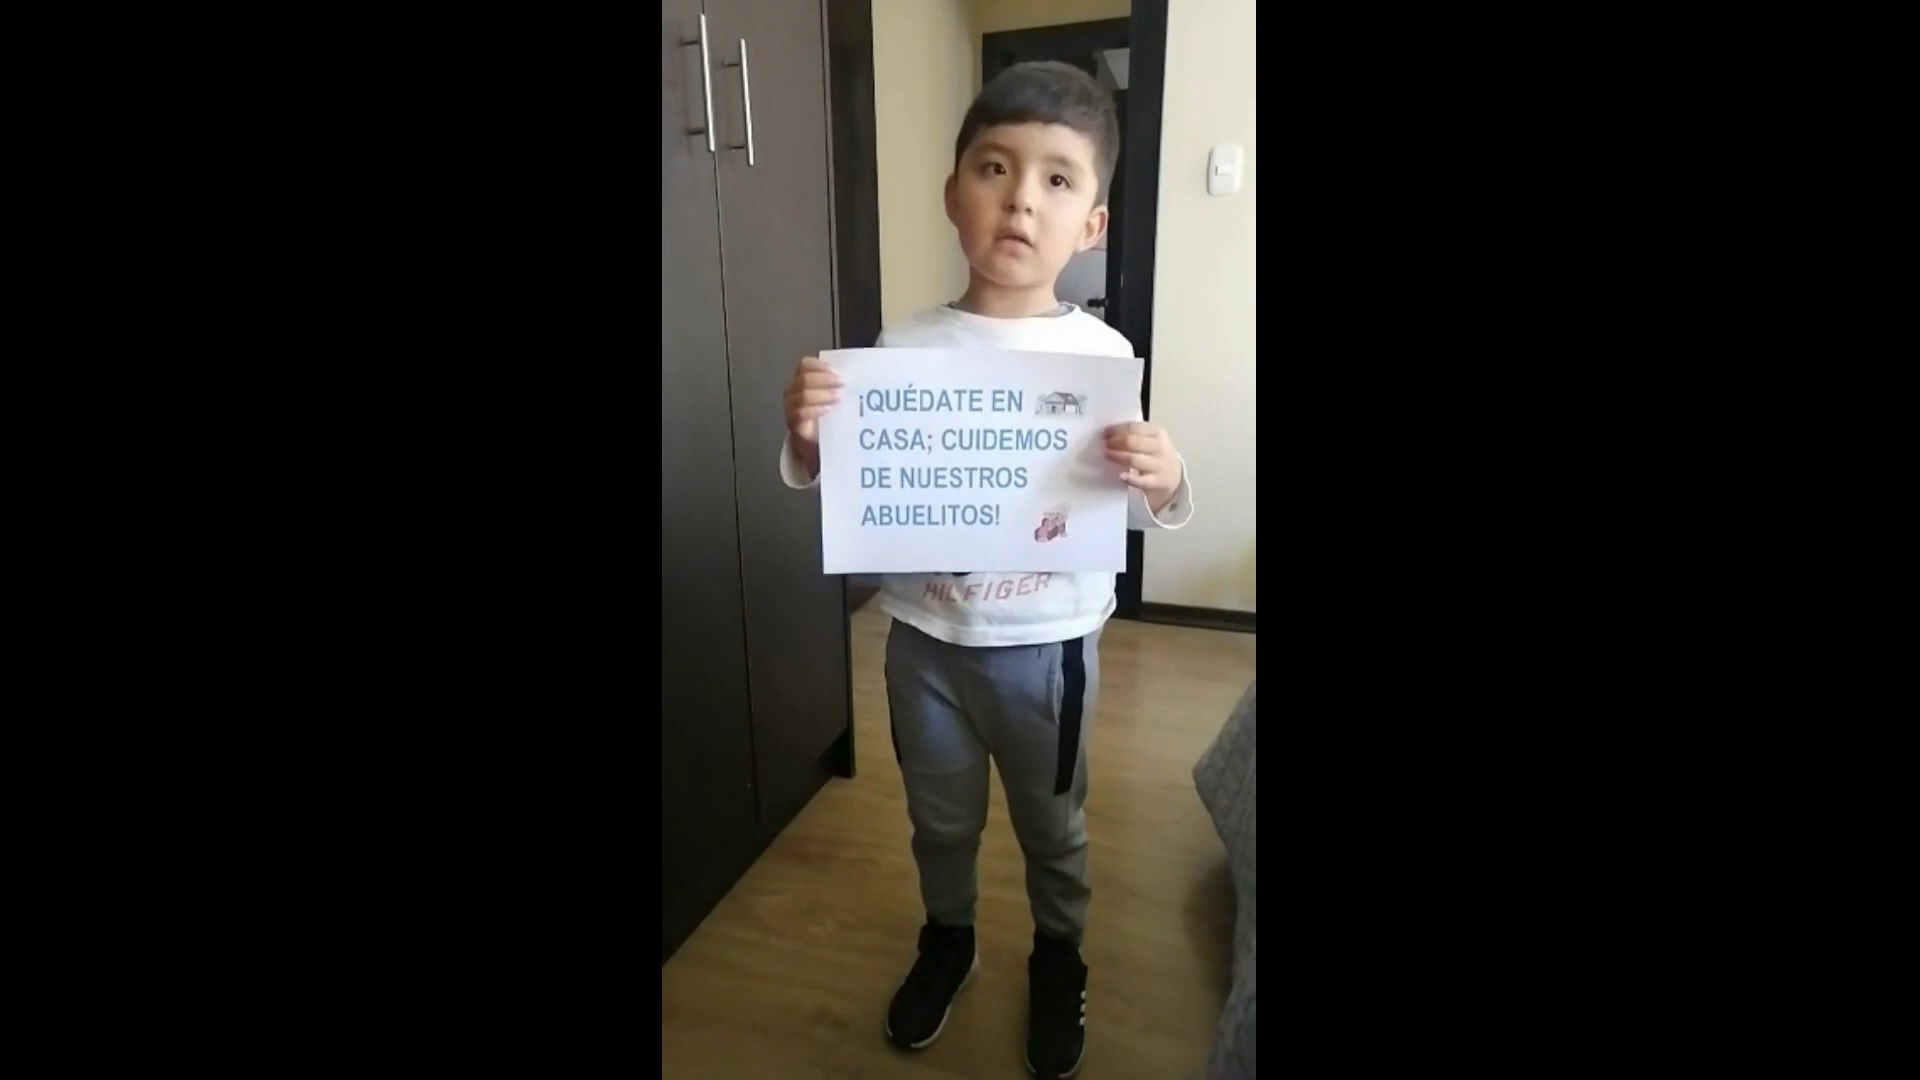 ¡QUÉDATE EN
CASA; CUIDEMOS
DE NUESTROS
ABUELITOS!
HILFIGER